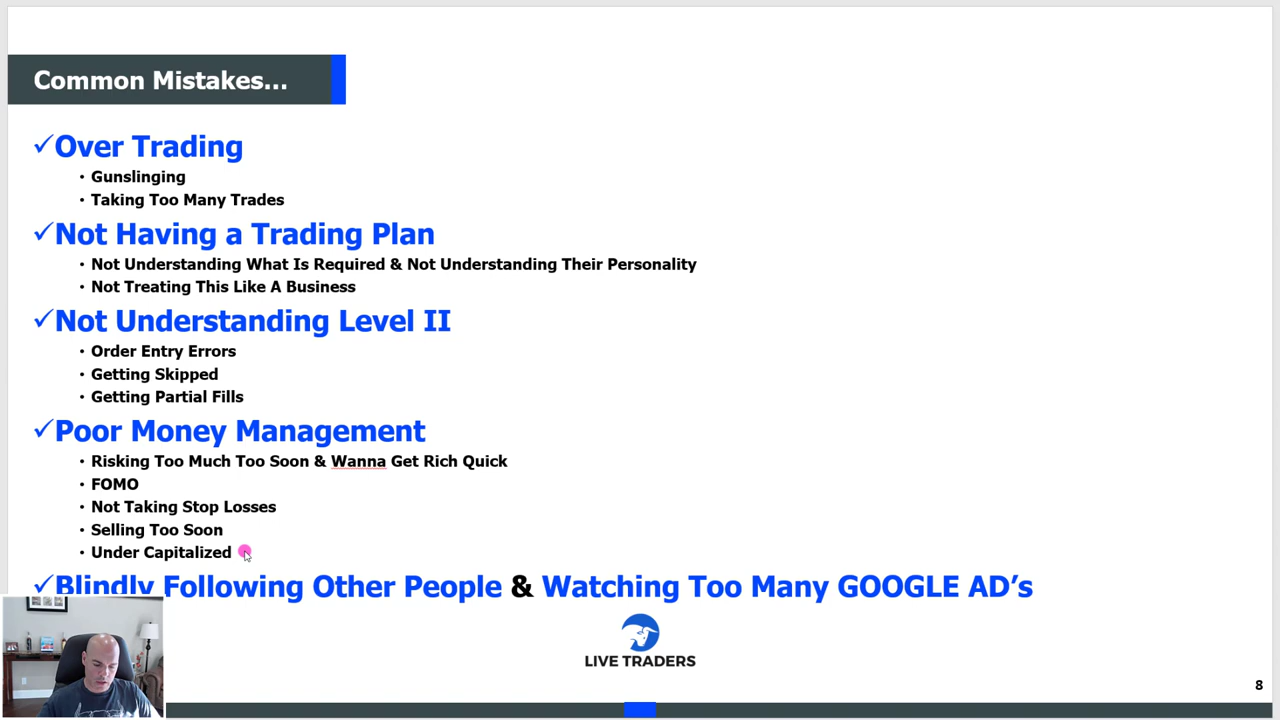 Common Mistakes...
Over Trading
Gunslinging
Taking Too Many Trades
Not Having a Trading Plan
Not Understanding What Is Required & Not Understanding Their Personality
Not Treating This Like A Business
Not Understanding Level II
Order Entry Errors
Getting Skipped
Getting Partial Fills
Poor Money Management
Risking Too Much Too Soon & Wanna Get Rich Quick
FOMO
Not Taking Stop Losses
Selling Too Soon
Under Capitalized
Blindly Following Other People & Watching Too Many GOOGLE AD’s
LIVE TRADERS
8